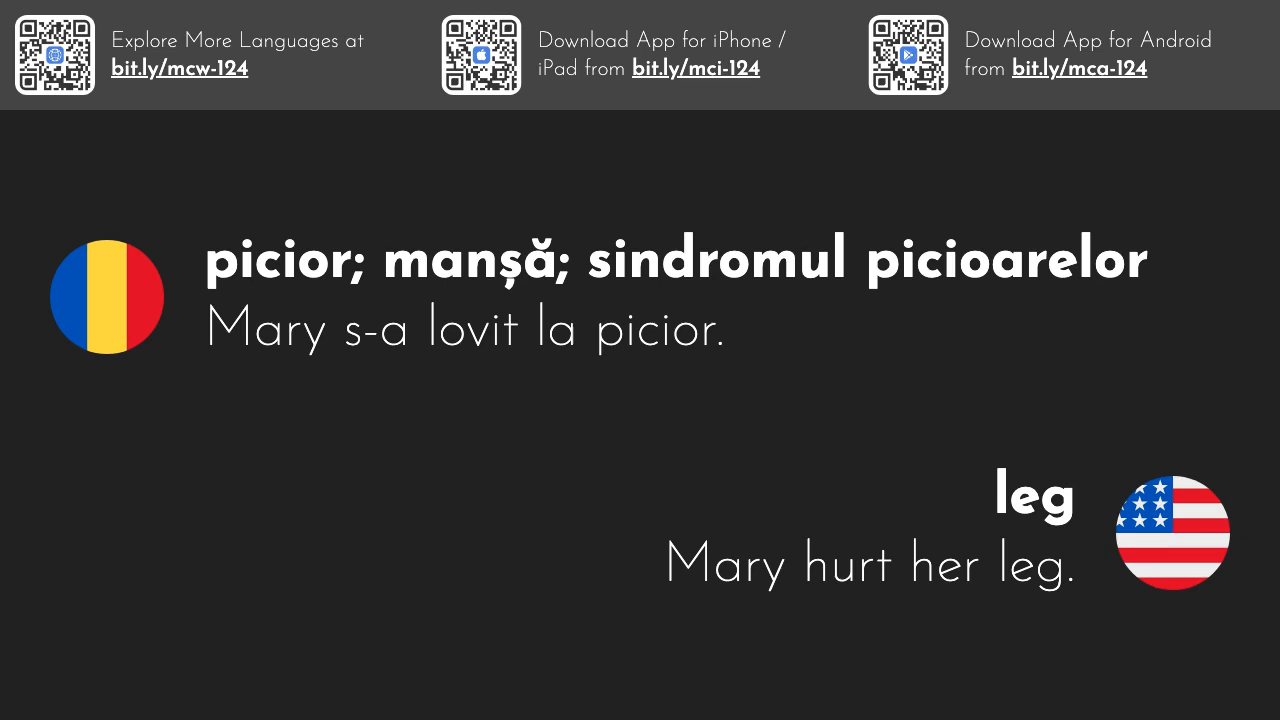 Explore More Languages at
bit.ly/mcw-124
Download App for iPhone /
iPad from bit.ly/mci-124
Download App for Android
from bit.ly/mca-124
picior; manșă; sindromul picioarelor
Mary s-a lovit la picior.
leg
Mary hurt her leg.